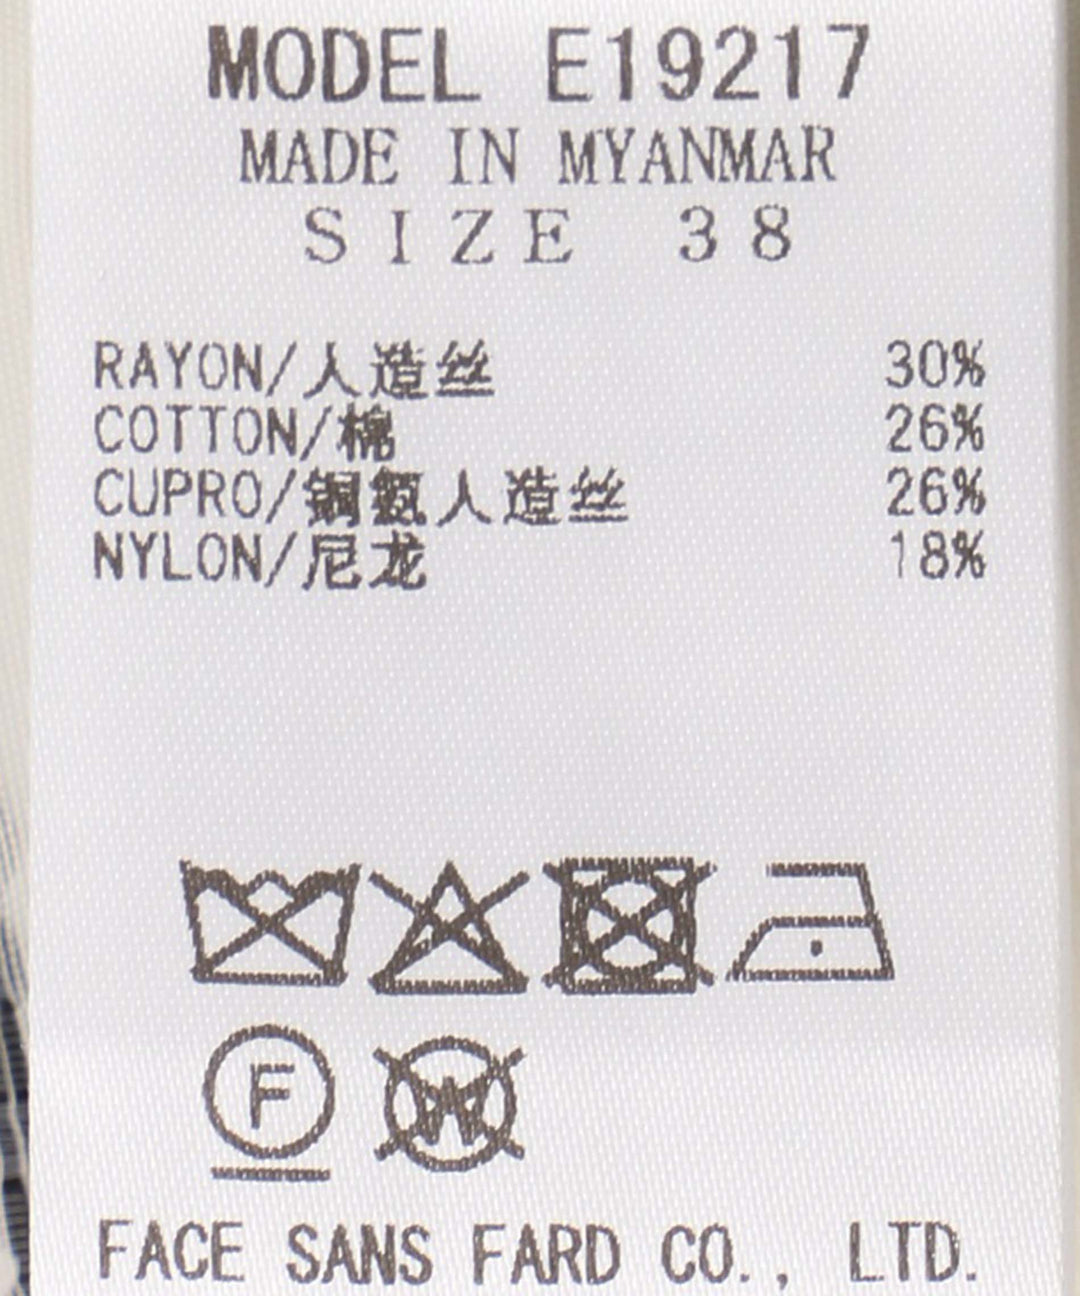 MODEL E19217
MADE IN MYANMAR
SIZE 38
RAYON/人造丝 30%
COTTON/棉 26%
CUPRO/铜氨人造丝 26%
NYLON/尼龙 18%
F W
FACE SANS FARD CO., LTD.